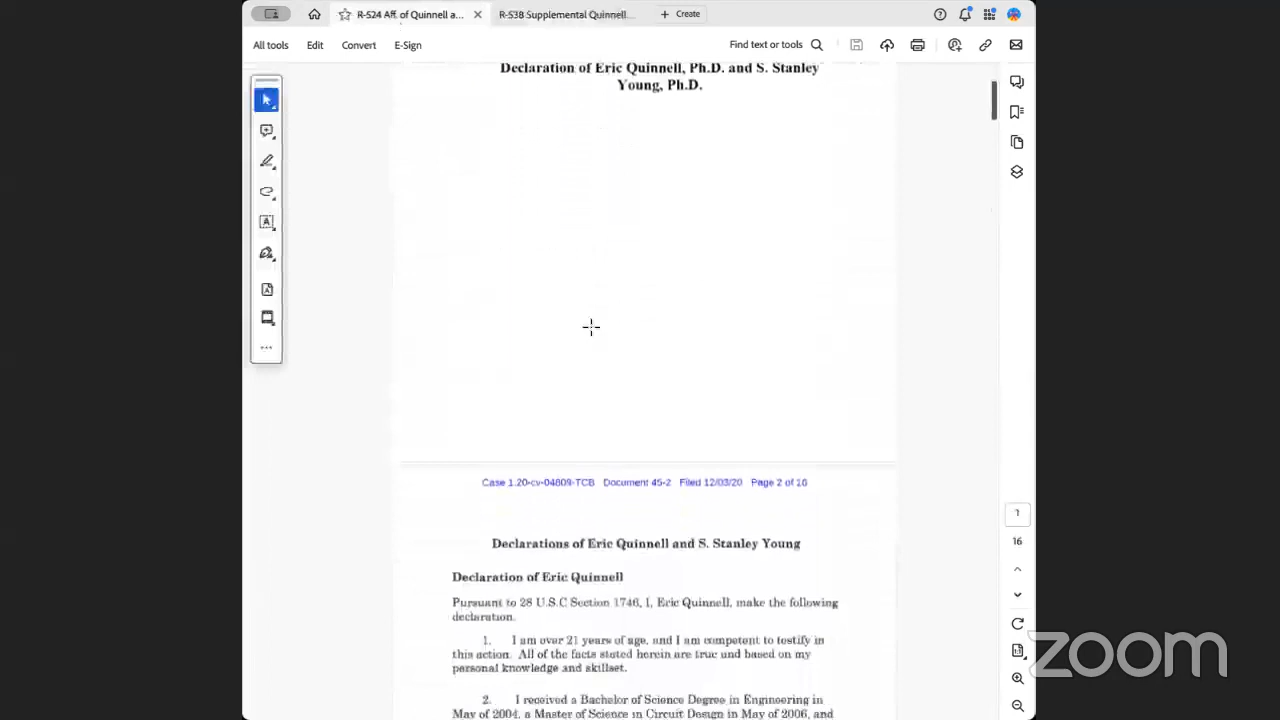 R-524 Aff. of Quinnell a...
R-538 Supplemental Quinnell...
Create
All tools
Edit
Convert
E-Sign
Find text or tools
Declaration of Eric Quinnell, Ph.D. and S. Stanley
Young, Ph.D.
Case 1:20-cv-04809-TCB Document 45-2 Filed 12/03/20 Page 2 of 16
Declarations of Eric Quinnell and S. Stanley Young
Declaration of Eric Quinnell
Pursuant to 28 U.S.C Section 1746, I, Eric Quinnell, make the following
declaration.
1. I am over 21 years of age, and I am competent to testify in
this action. All of the facts stated herein are true and based on my
personal knowledge and skillset.
2. I received a Bachelor of Science Degree in Engineering in
May of 2004, a Master of Science in Circuit Design in May of 2006, and
1
16
zoom